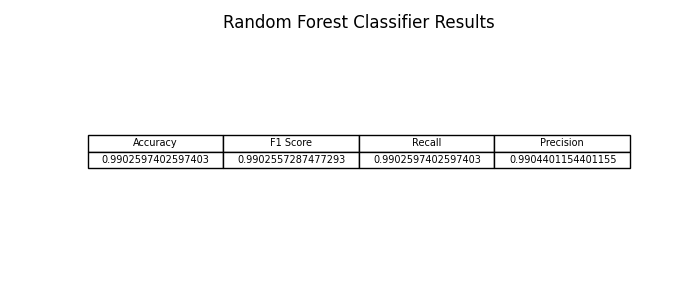 Random Forest Classifier Results
Accuracy F1 Score Recall Precision
0.9902597402597403 0.9902557287477293 0.9902597402597403 0.9904401154401155